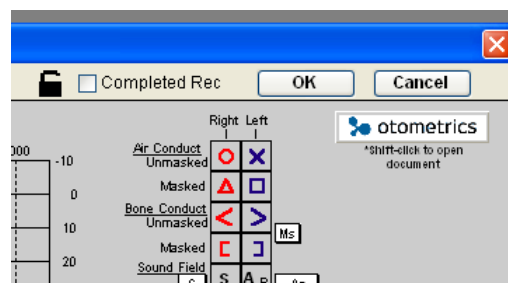 Completed Rec
OK
Cancel
Right Left
otometrics
*Shift-click to open
document
000
-10
0
10
20
Air Conduct
Unmasked
Masked
Bone Conduct
Unmasked
Ms
Masked
Sound Field
S A R